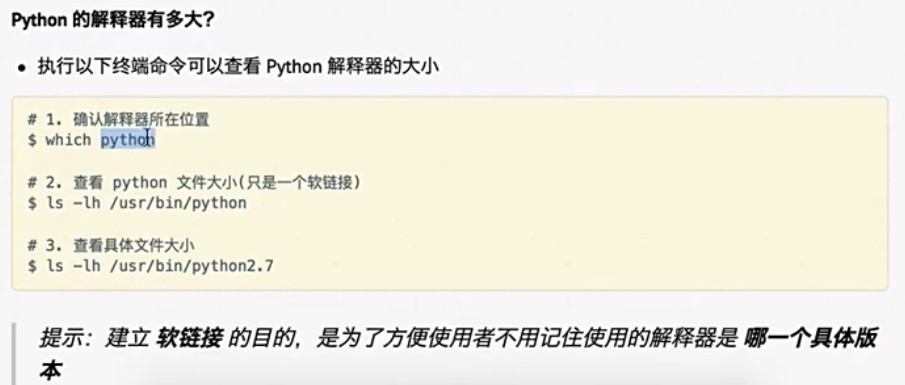 Python 的解释器有多大?
• 执行以下终端命令可以查看 Python 解释器的大小
# 1. 确认解释器所在位置
$ which python
# 2. 查看 python 文件大小(只是一个软链接)
$ ls -lh /usr/bin/python
# 3. 查看具体文件大小
$ ls -lh /usr/bin/python2.7
提示：建立 软链接 的目的，是为了方便使用者不用记住使用的解释器是 哪一个具体版
本